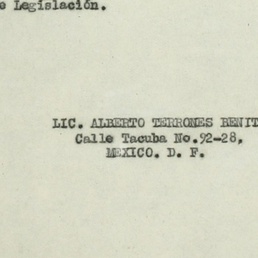 e Legislación.
LIC. ALBERTO TERRONES BENIT
Calle Tacuba No.92-28,
MEXICO. D. F.